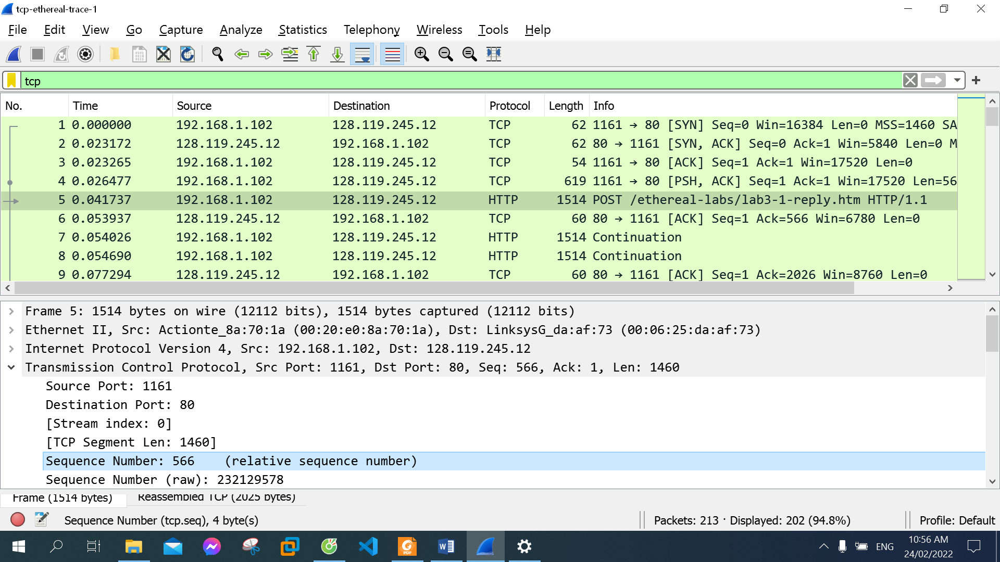 tcp-ethereal-trace-1
File Edit View Go Capture Analyze Statistics Telephony Wireless Tools Help
tcp
No. Time Source Destination Protocol Length Info
1 0.000000 192.168.1.102 128.119.245.12 TCP 62 1161 → 80 [SYN] Seq=0 Win=16384 Len=0 MSS=1460 SA
2 0.023172 128.119.245.12 192.168.1.102 TCP 62 80 → 1161 [SYN, ACK] Seq=0 Ack=1 Win=5840 Len=0 M
3 0.023265 192.168.1.102 128.119.245.12 TCP 54 1161 → 80 [ACK] Seq=1 Ack=1 Win=17520 Len=0
4 0.026477 192.168.1.102 128.119.245.12 TCP 619 1161 → 80 [PSH, ACK] Seq=1 Ack=1 Win=17520 Len=56
5 0.041737 192.168.1.102 128.119.245.12 HTTP 1514 POST /ethereal-labs/lab3-1-reply.htm HTTP/1.1
6 0.053937 128.119.245.12 192.168.1.102 TCP 60 80 → 1161 [ACK] Seq=1 Ack=566 Win=6780 Len=0
7 0.054026 192.168.1.102 128.119.245.12 HTTP 1514 Continuation
8 0.054690 192.168.1.102 128.119.245.12 HTTP 1514 Continuation
9 0.077294 128.119.245.12 192.168.1.102 TCP 60 80 → 1161 [ACK] Seq=1 Ack=2026 Win=8760 Len=0
Frame 5: 1514 bytes on wire (12112 bits), 1514 bytes captured (12112 bits)
Ethernet II, Src: Actionte_8a:70:1a (00:20:e0:8a:70:1a), Dst: LinksysG_da:af:73 (00:06:25:da:af:73)
Internet Protocol Version 4, Src: 192.168.1.102, Dst: 128.119.245.12
Transmission Control Protocol, Src Port: 1161, Dst Port: 80, Seq: 566, Ack: 1, Len: 1460
Source Port: 1161
Destination Port: 80
[Stream index: 0]
[TCP Segment Len: 1460]
Sequence Number: 566 (relative sequence number)
Sequence Number (raw): 232129578
Frame (1514 bytes) Reassembled TCP (2025 bytes)
Sequence Number (tcp.seq), 4 byte(s) Packets: 213 · Displayed: 202 (94.8%) Profile: Default
PDF
ENG
10:56 AM
24/02/2022